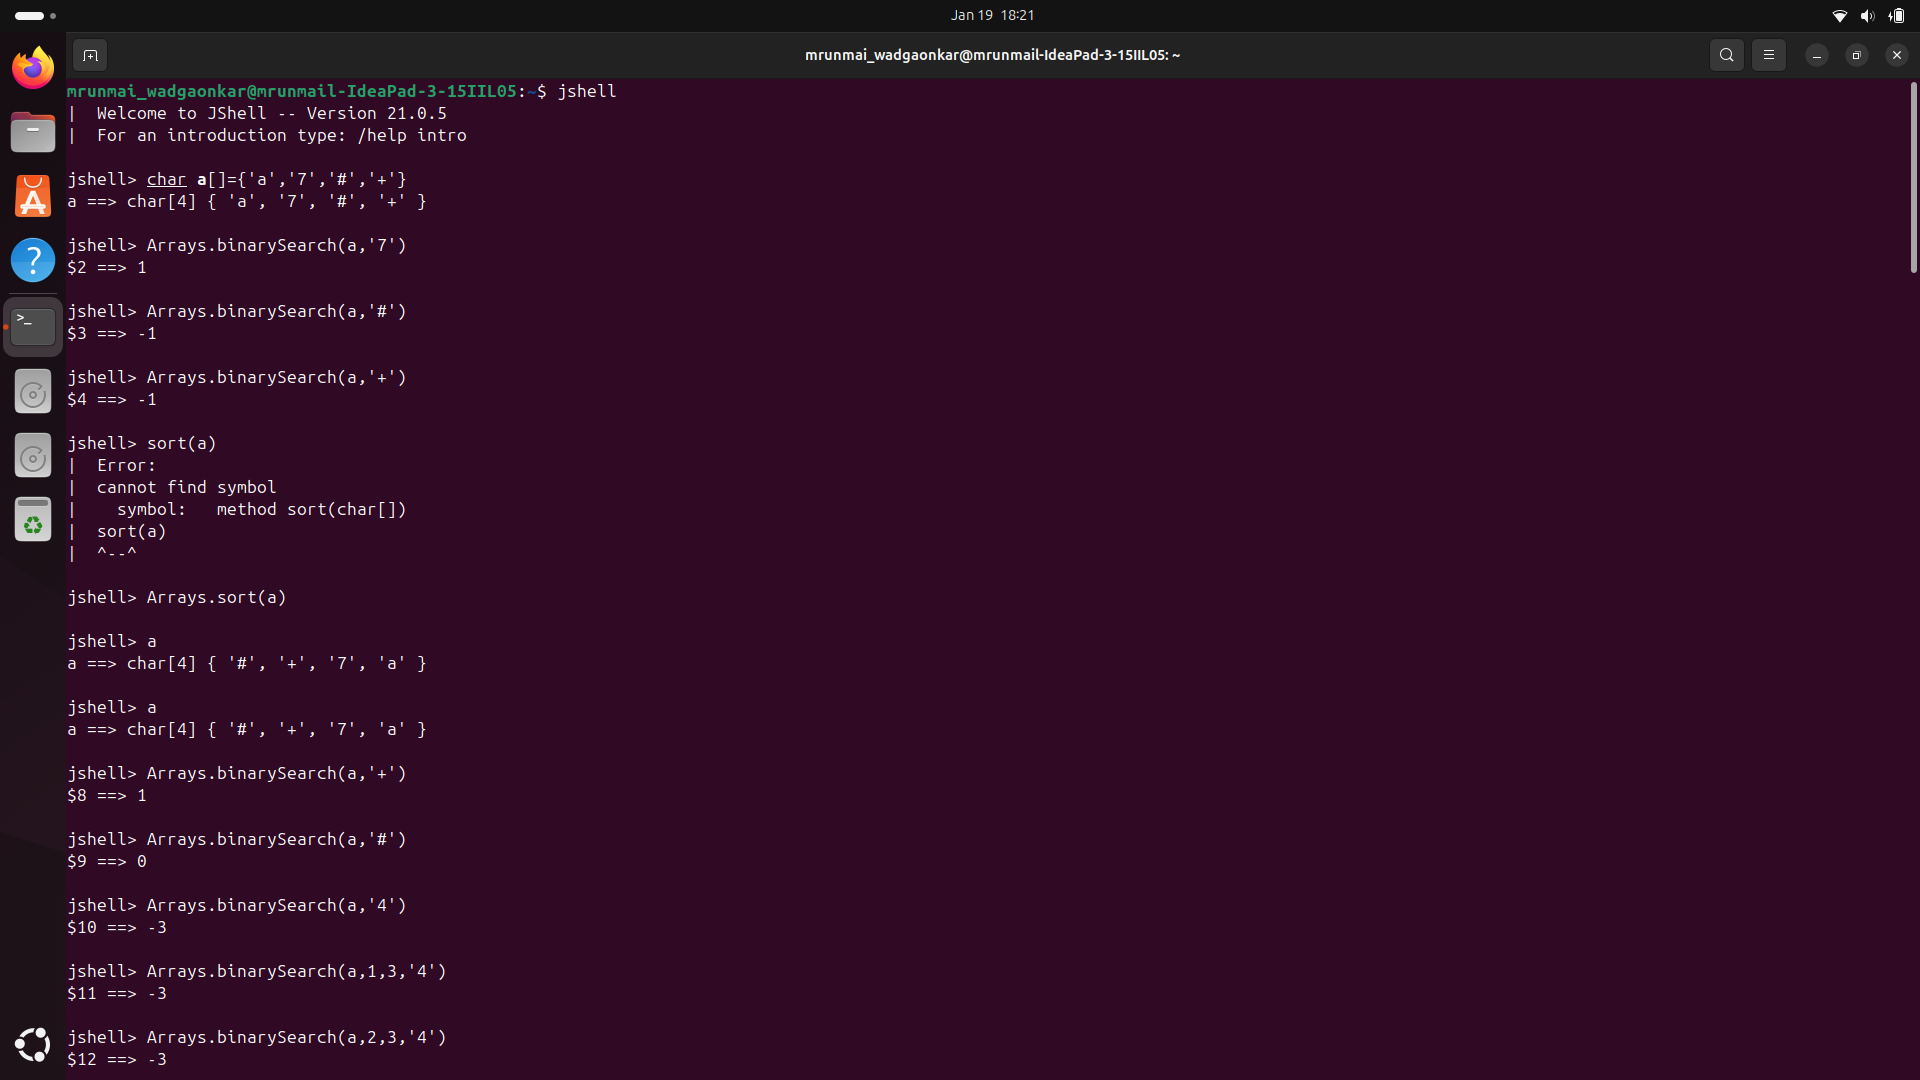 Jan 19 18:21
mrunmai_wadgaonkar@mrunmail-IdeaPad-3-15IIL05: ~
mrunmai_wadgaonkar@mrunmail-IdeaPad-3-15IIL05:~$ jshell
|  Welcome to JShell -- Version 21.0.5
|  For an introduction type: /help intro
jshell> char a[]={'a','7','#','+'}
a ==> char[4] { 'a', '7', '#', '+' }
jshell> Arrays.binarySearch(a,'7')
$2 ==> 1
jshell> Arrays.binarySearch(a,'#')
$3 ==> -1
jshell> Arrays.binarySearch(a,'+')
$4 ==> -1
jshell> sort(a)
|  Error:
|  cannot find symbol
|    symbol:   method sort(char[])
|  sort(a)
|  ^--^
jshell> Arrays.sort(a)
jshell> a
a ==> char[4] { '#', '+', '7', 'a' }
jshell> a
a ==> char[4] { '#', '+', '7', 'a' }
jshell> Arrays.binarySearch(a,'+')
$8 ==> 1
jshell> Arrays.binarySearch(a,'#')
$9 ==> 0
jshell> Arrays.binarySearch(a,'4')
$10 ==> -3
jshell> Arrays.binarySearch(a,1,3,'4')
$11 ==> -3
jshell> Arrays.binarySearch(a,2,3,'4')
$12 ==> -3